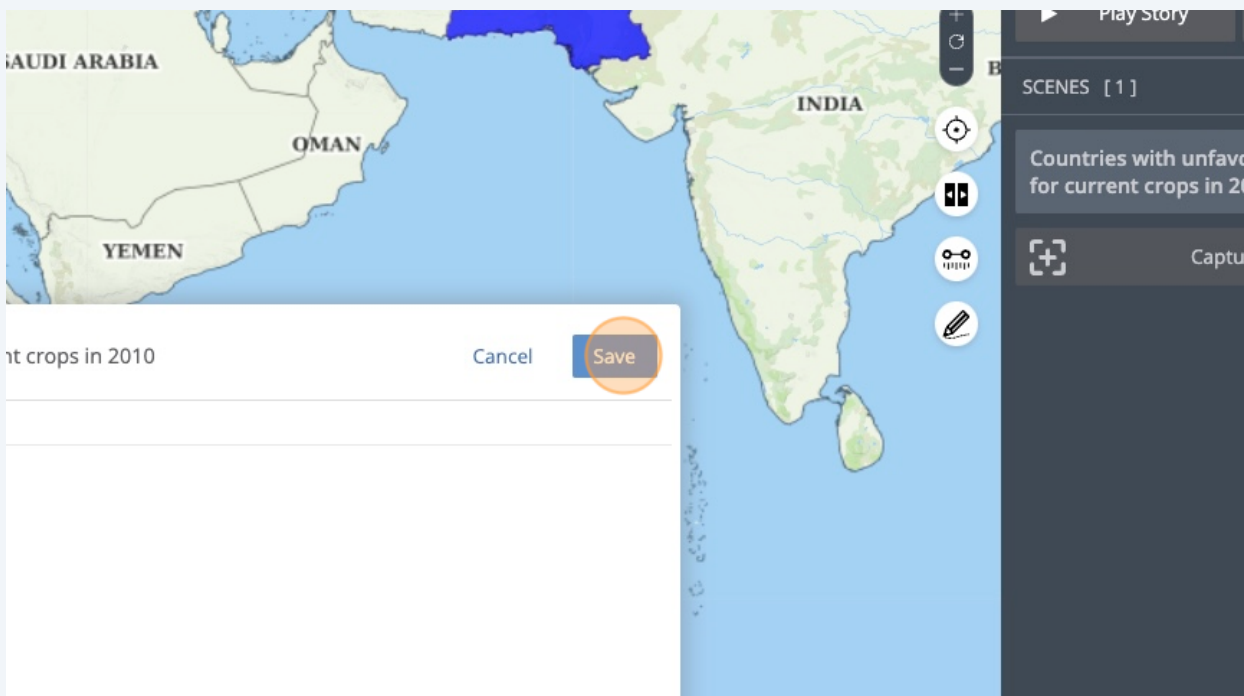 Play Story
SAUDI ARABIA
SCENES [1]
INDIA
OMAN
Countries with unfavo
for current crops in 20
YEMEN
Captu
nt crops in 2010
Cancel
Save